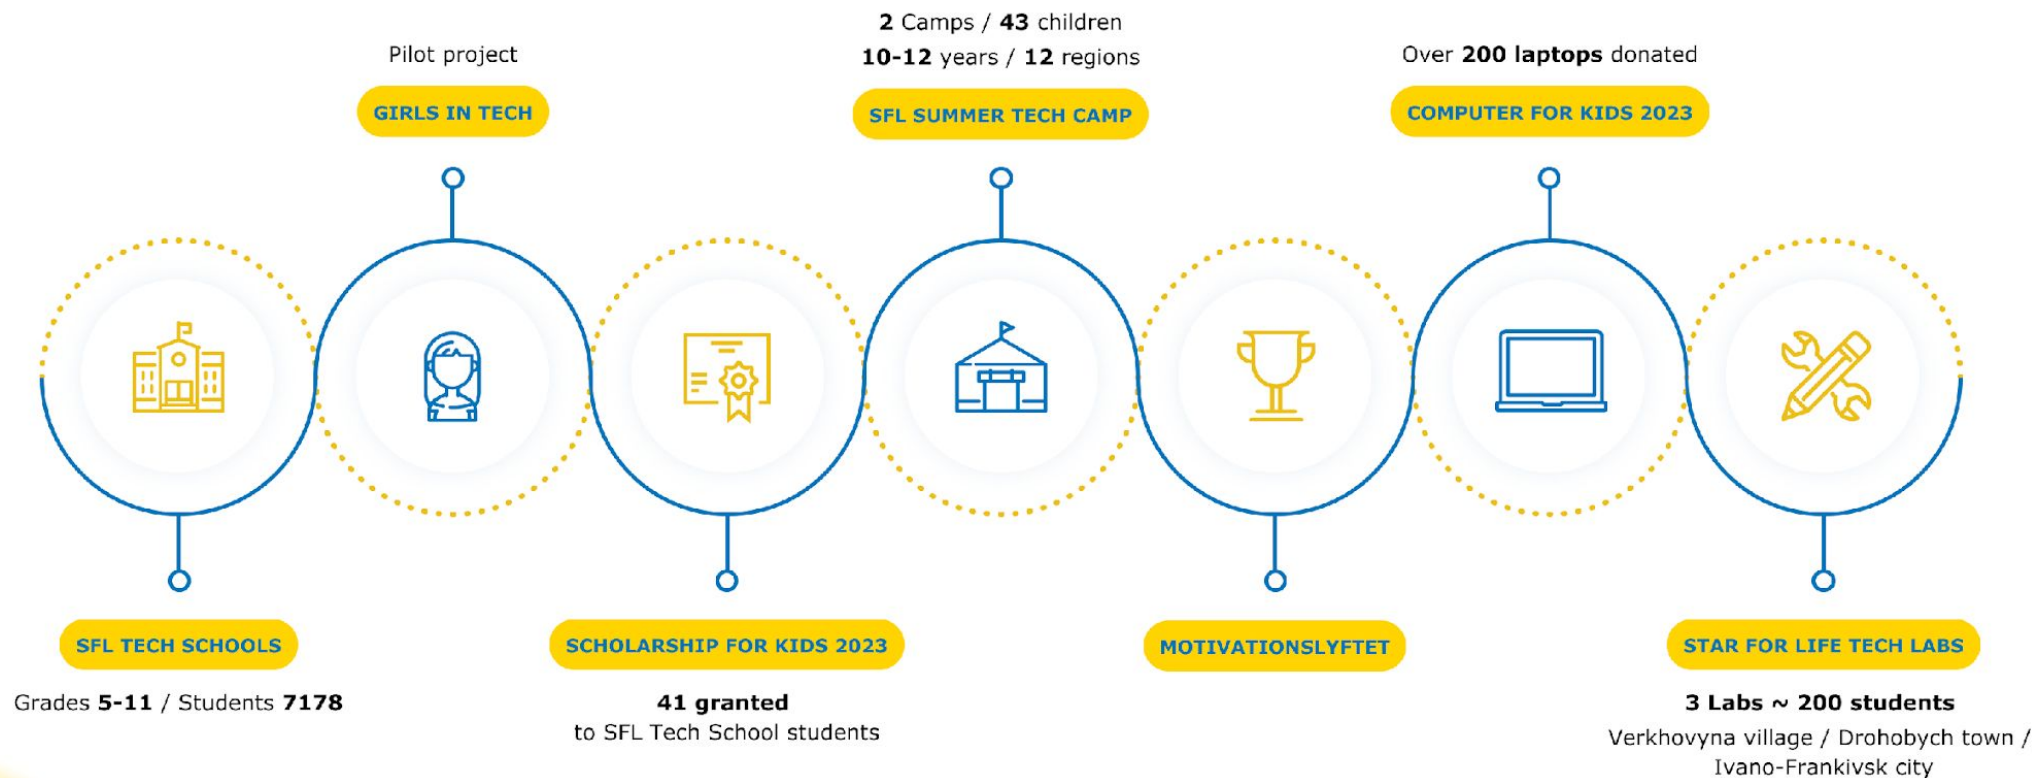 Pilot project
GIRLS IN TECH
2 Camps / 43 children
10-12 years / 12 regions
SFL SUMMER TECH CAMP
Over 200 laptops donated
COMPUTER FOR KIDS 2023
SFL TECH SCHOOLS
Grades 5-11 / Students 7178
SCHOLARSHIP FOR KIDS 2023
41 granted
to SFL Tech School students
MOTIVATIONSLYFTET
STAR FOR LIFE TECH LABS
3 Labs ~ 200 students
Verkhovyna village / Drohobych town /
Ivano-Frankivsk city